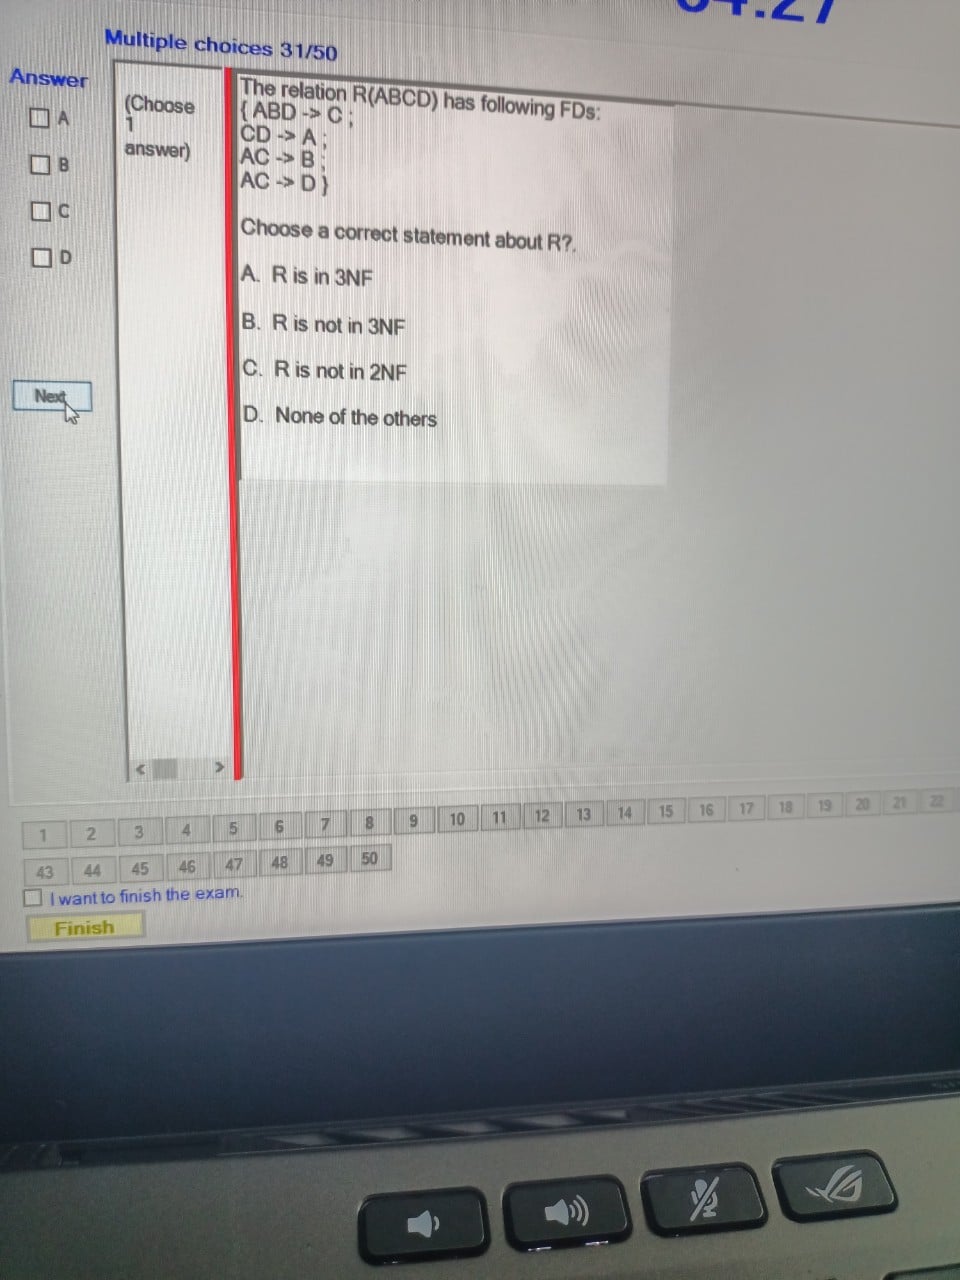 Multiple choices 31/50
Answer
A
B
C
D
Next
(Choose
1
answer)
The relation R(ABCD) has following FDs:
{ ABD -> C ;
CD -> A ;
AC -> B ;
AC -> D }
Choose a correct statement about R?.
A. R is in 3NF
B. R is not in 3NF
C. R is not in 2NF
D. None of the others
< >
1 2 3 4 5 6 7 8 9 10 11 12 13 14 15 16 17 18 19 20 21 22
43 44 45 46 47 48 49 50
I want to finish the exam.
Finish